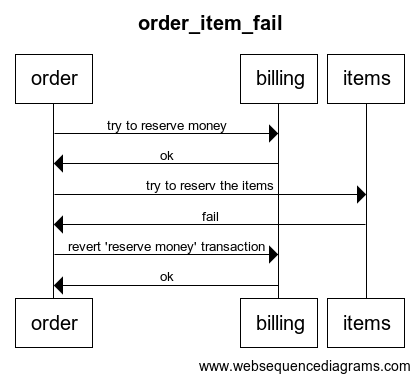 order_item_fail
order billing items
try to reserve money
ok
try to reserv the items
fail
revert 'reserve money' transaction
ok
order billing items
www.websequencediagrams.com